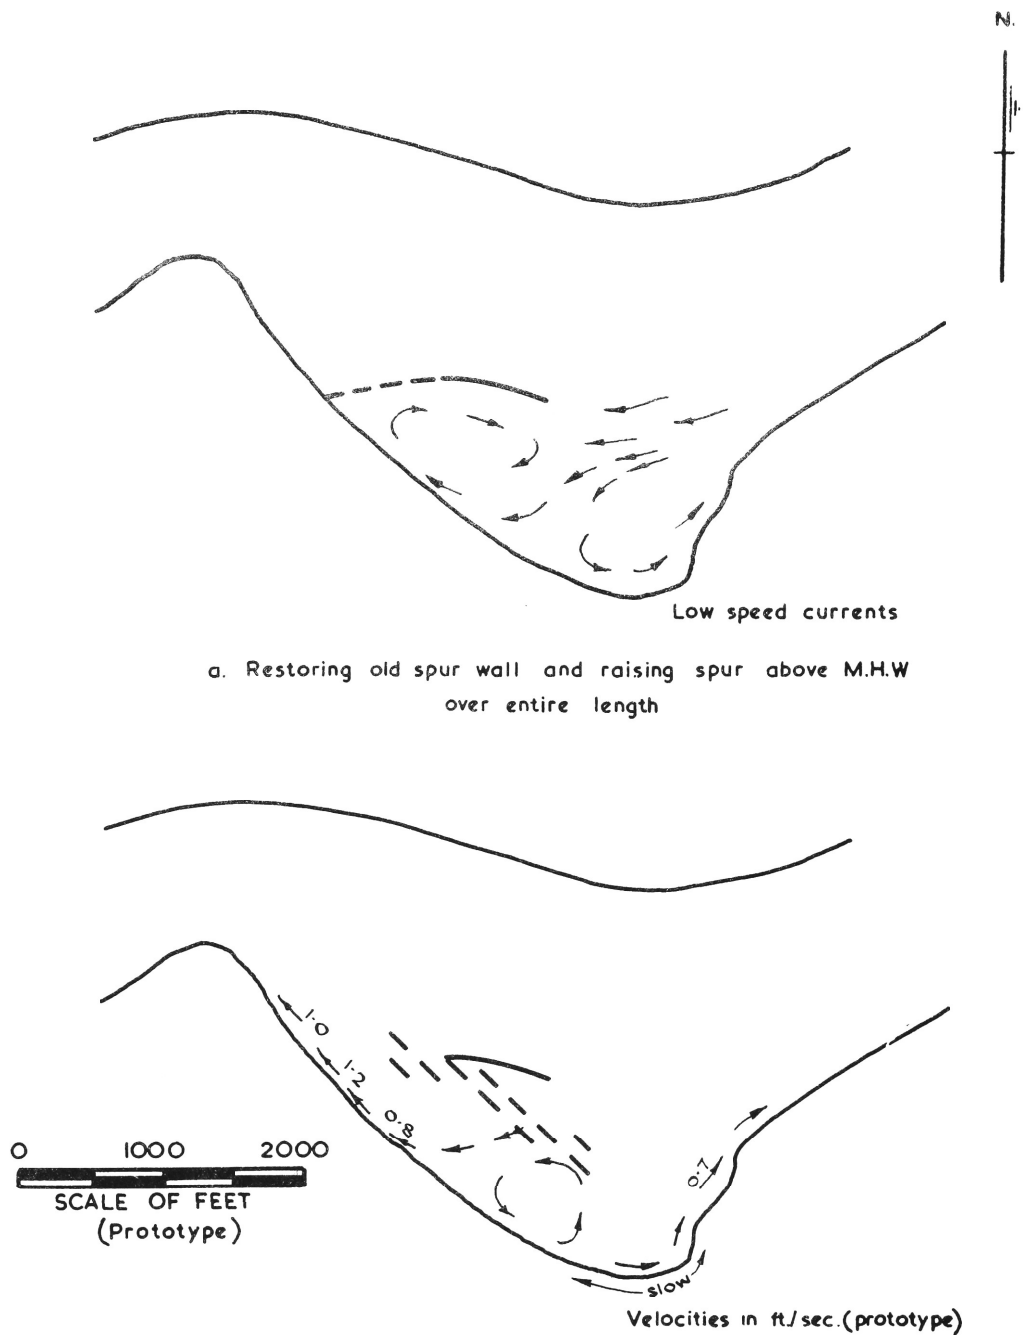 N.
Low speed currents
a. Restoring old spur wall and raising spur above M.H.W
over entire length
1·0
1·2
0·8
0·7
0 1000 2000
SCALE OF FEET
(Prototype)
slow
Velocities in ft./sec.(prototype)